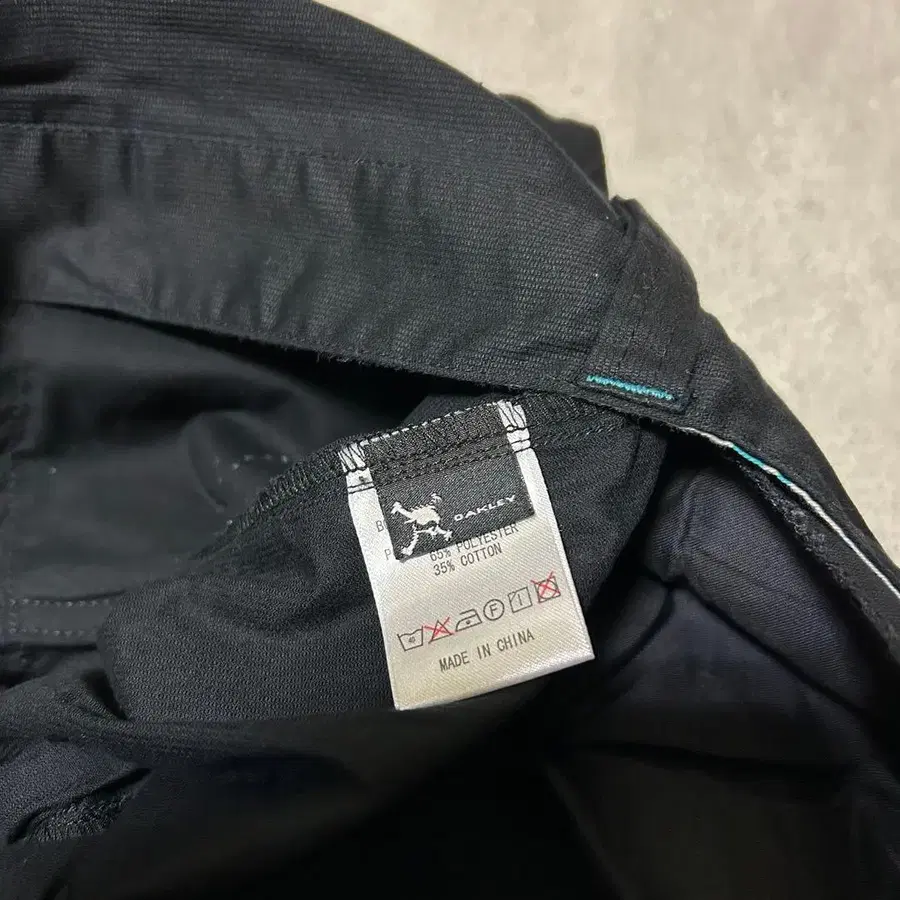 OAKLEY
65% POLYESTER
35% COTTON
MADE IN CHINA